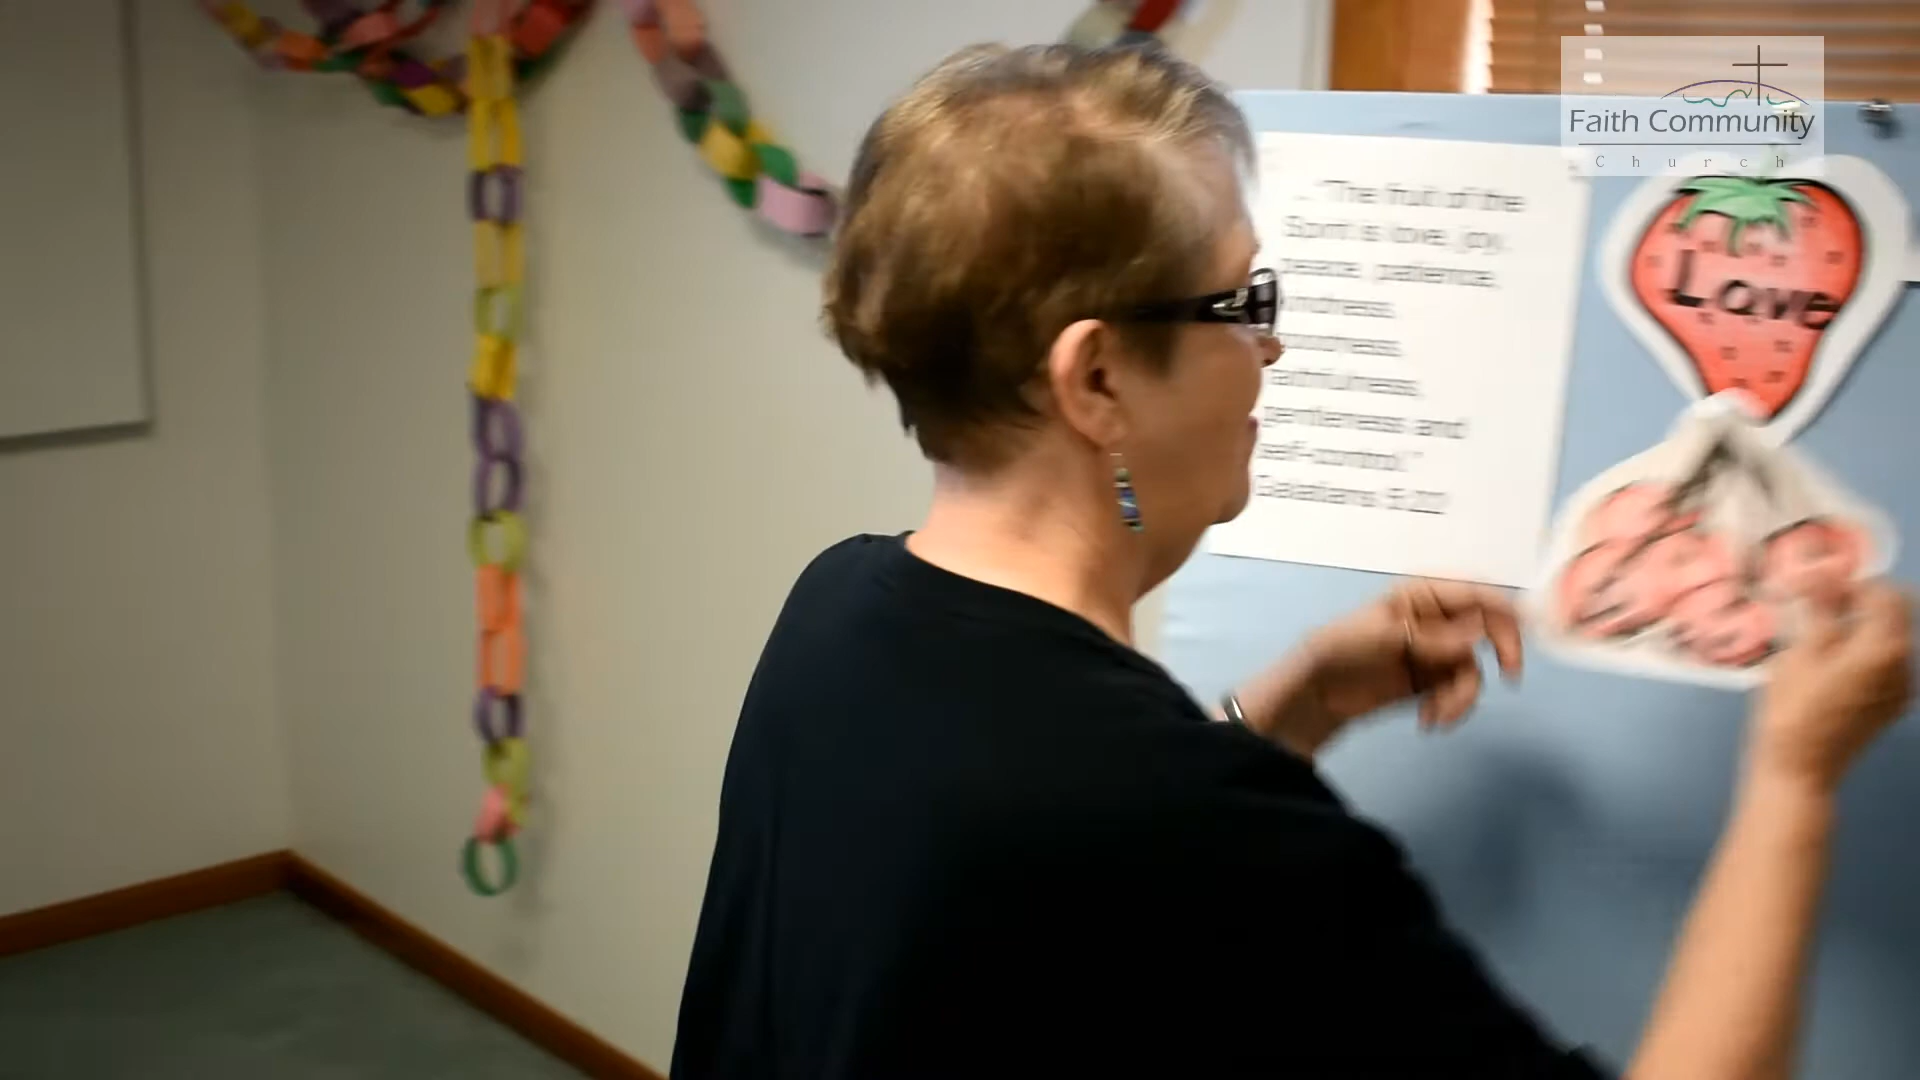 Faith Community
Church
"The fruit of the
Spirit is love, joy,
peace, patience,
kindness,
goodness,
faithfulness,
gentleness and
self-control."
Galatians 5:22
Love